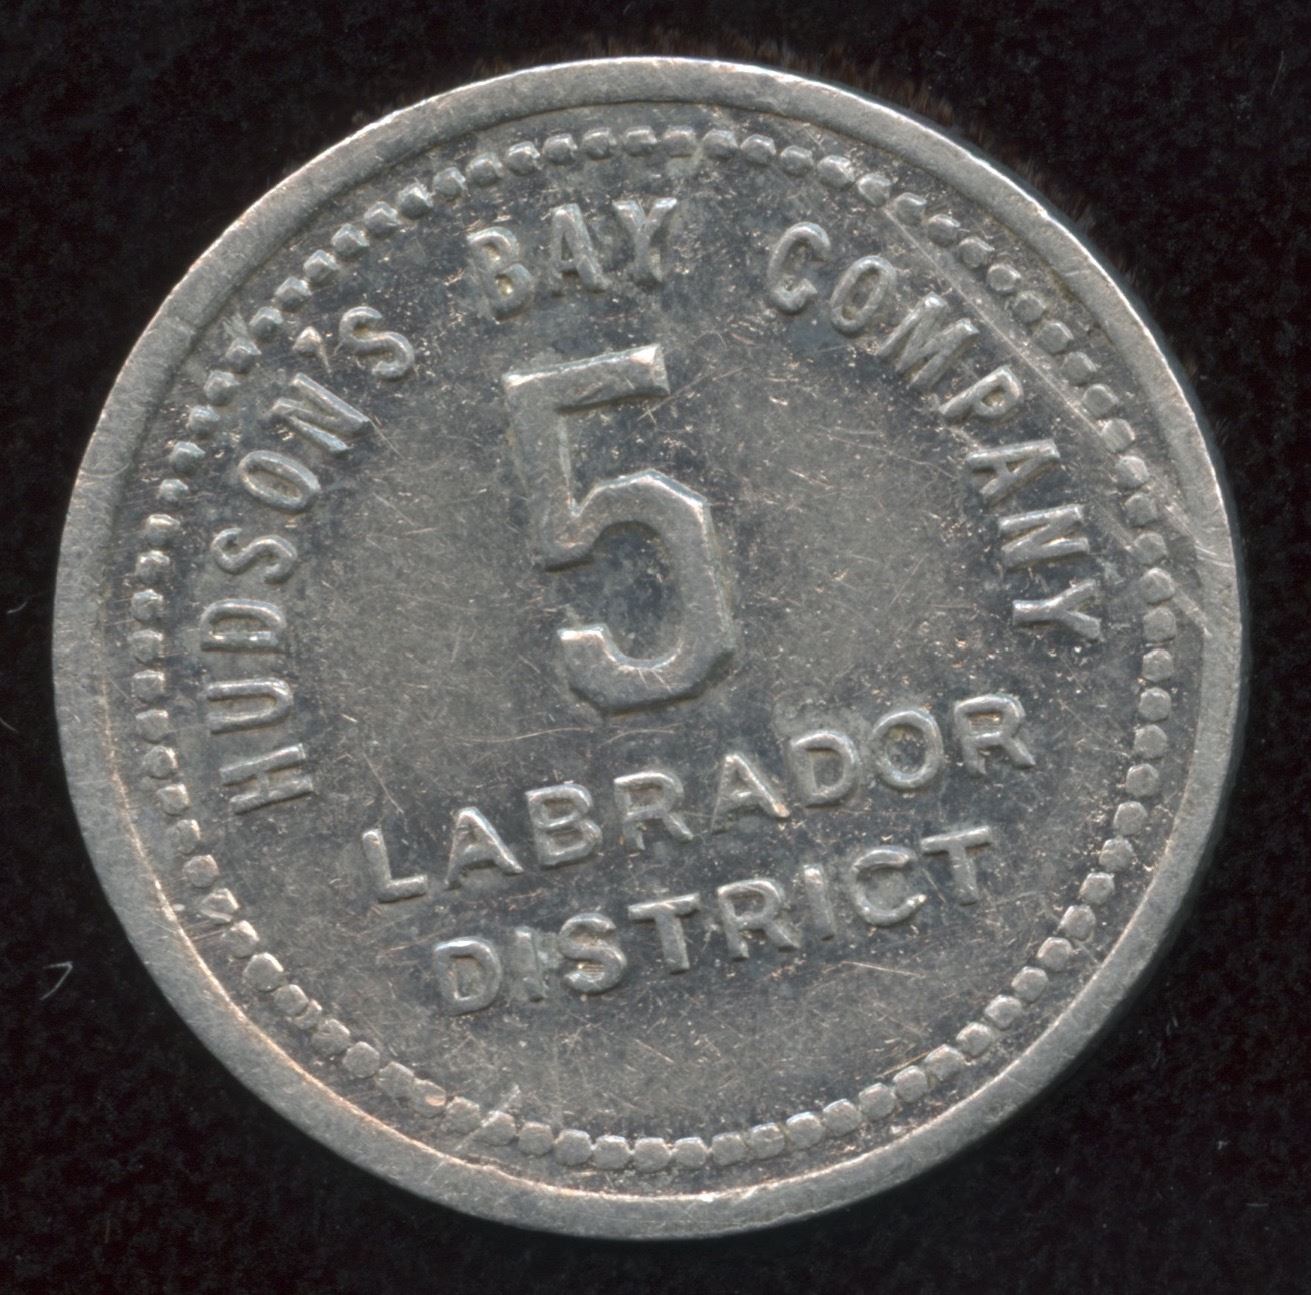 HUDSON'S BAY COMPANY
5
LABRADOR
DISTRICT